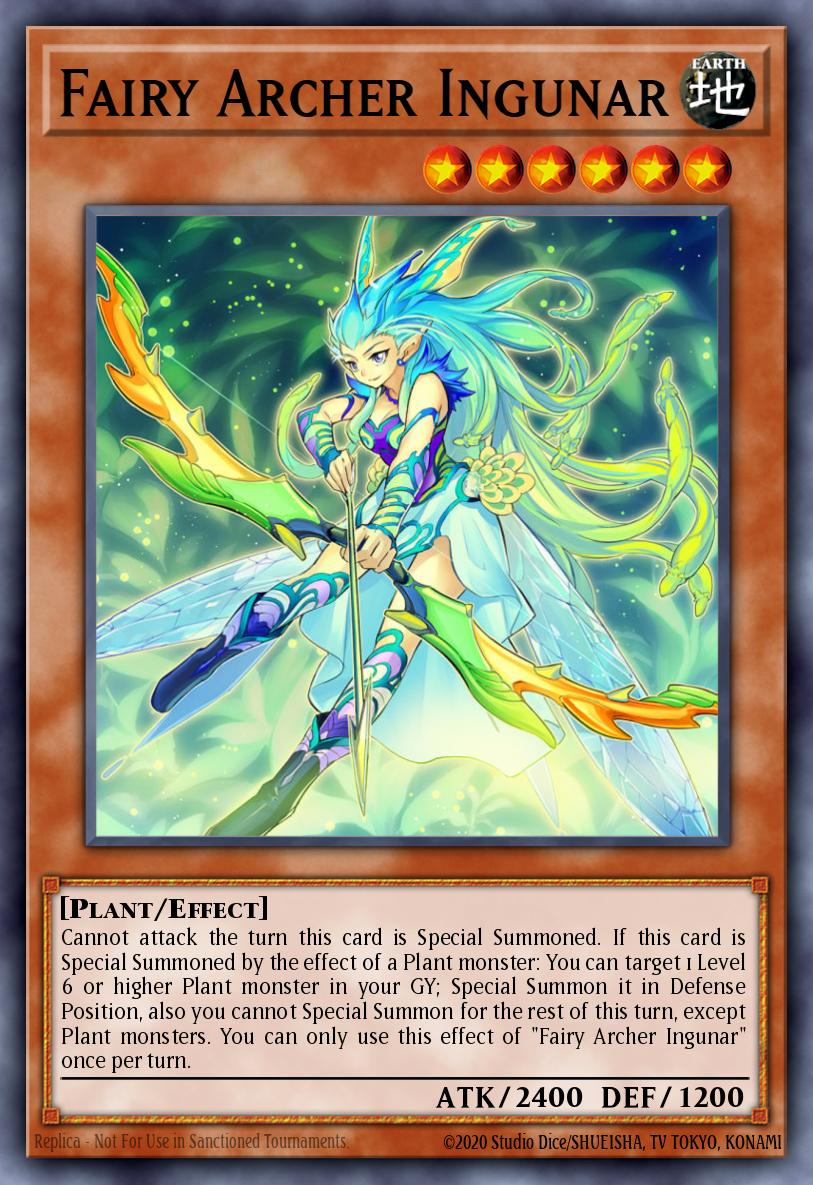 Fairy Archer Ingunar
EARTH
地
[Plant/Effect]
Cannot attack the turn this card is Special Summoned. If this card is
Special Summoned by the effect of a Plant monster: You can target 1 Level
6 or higher Plant monster in your GY; Special Summon it in Defense
Position, also you cannot Special Summon for the rest of this turn, except
Plant monsters. You can only use this effect of "Fairy Archer Ingunar"
once per turn.
ATK/2400 DEF/1200
Replica - Not For Use in Sanctioned Tournaments.
©2020 Studio Dice/SHUEISHA, TV TOKYO, KONAMI